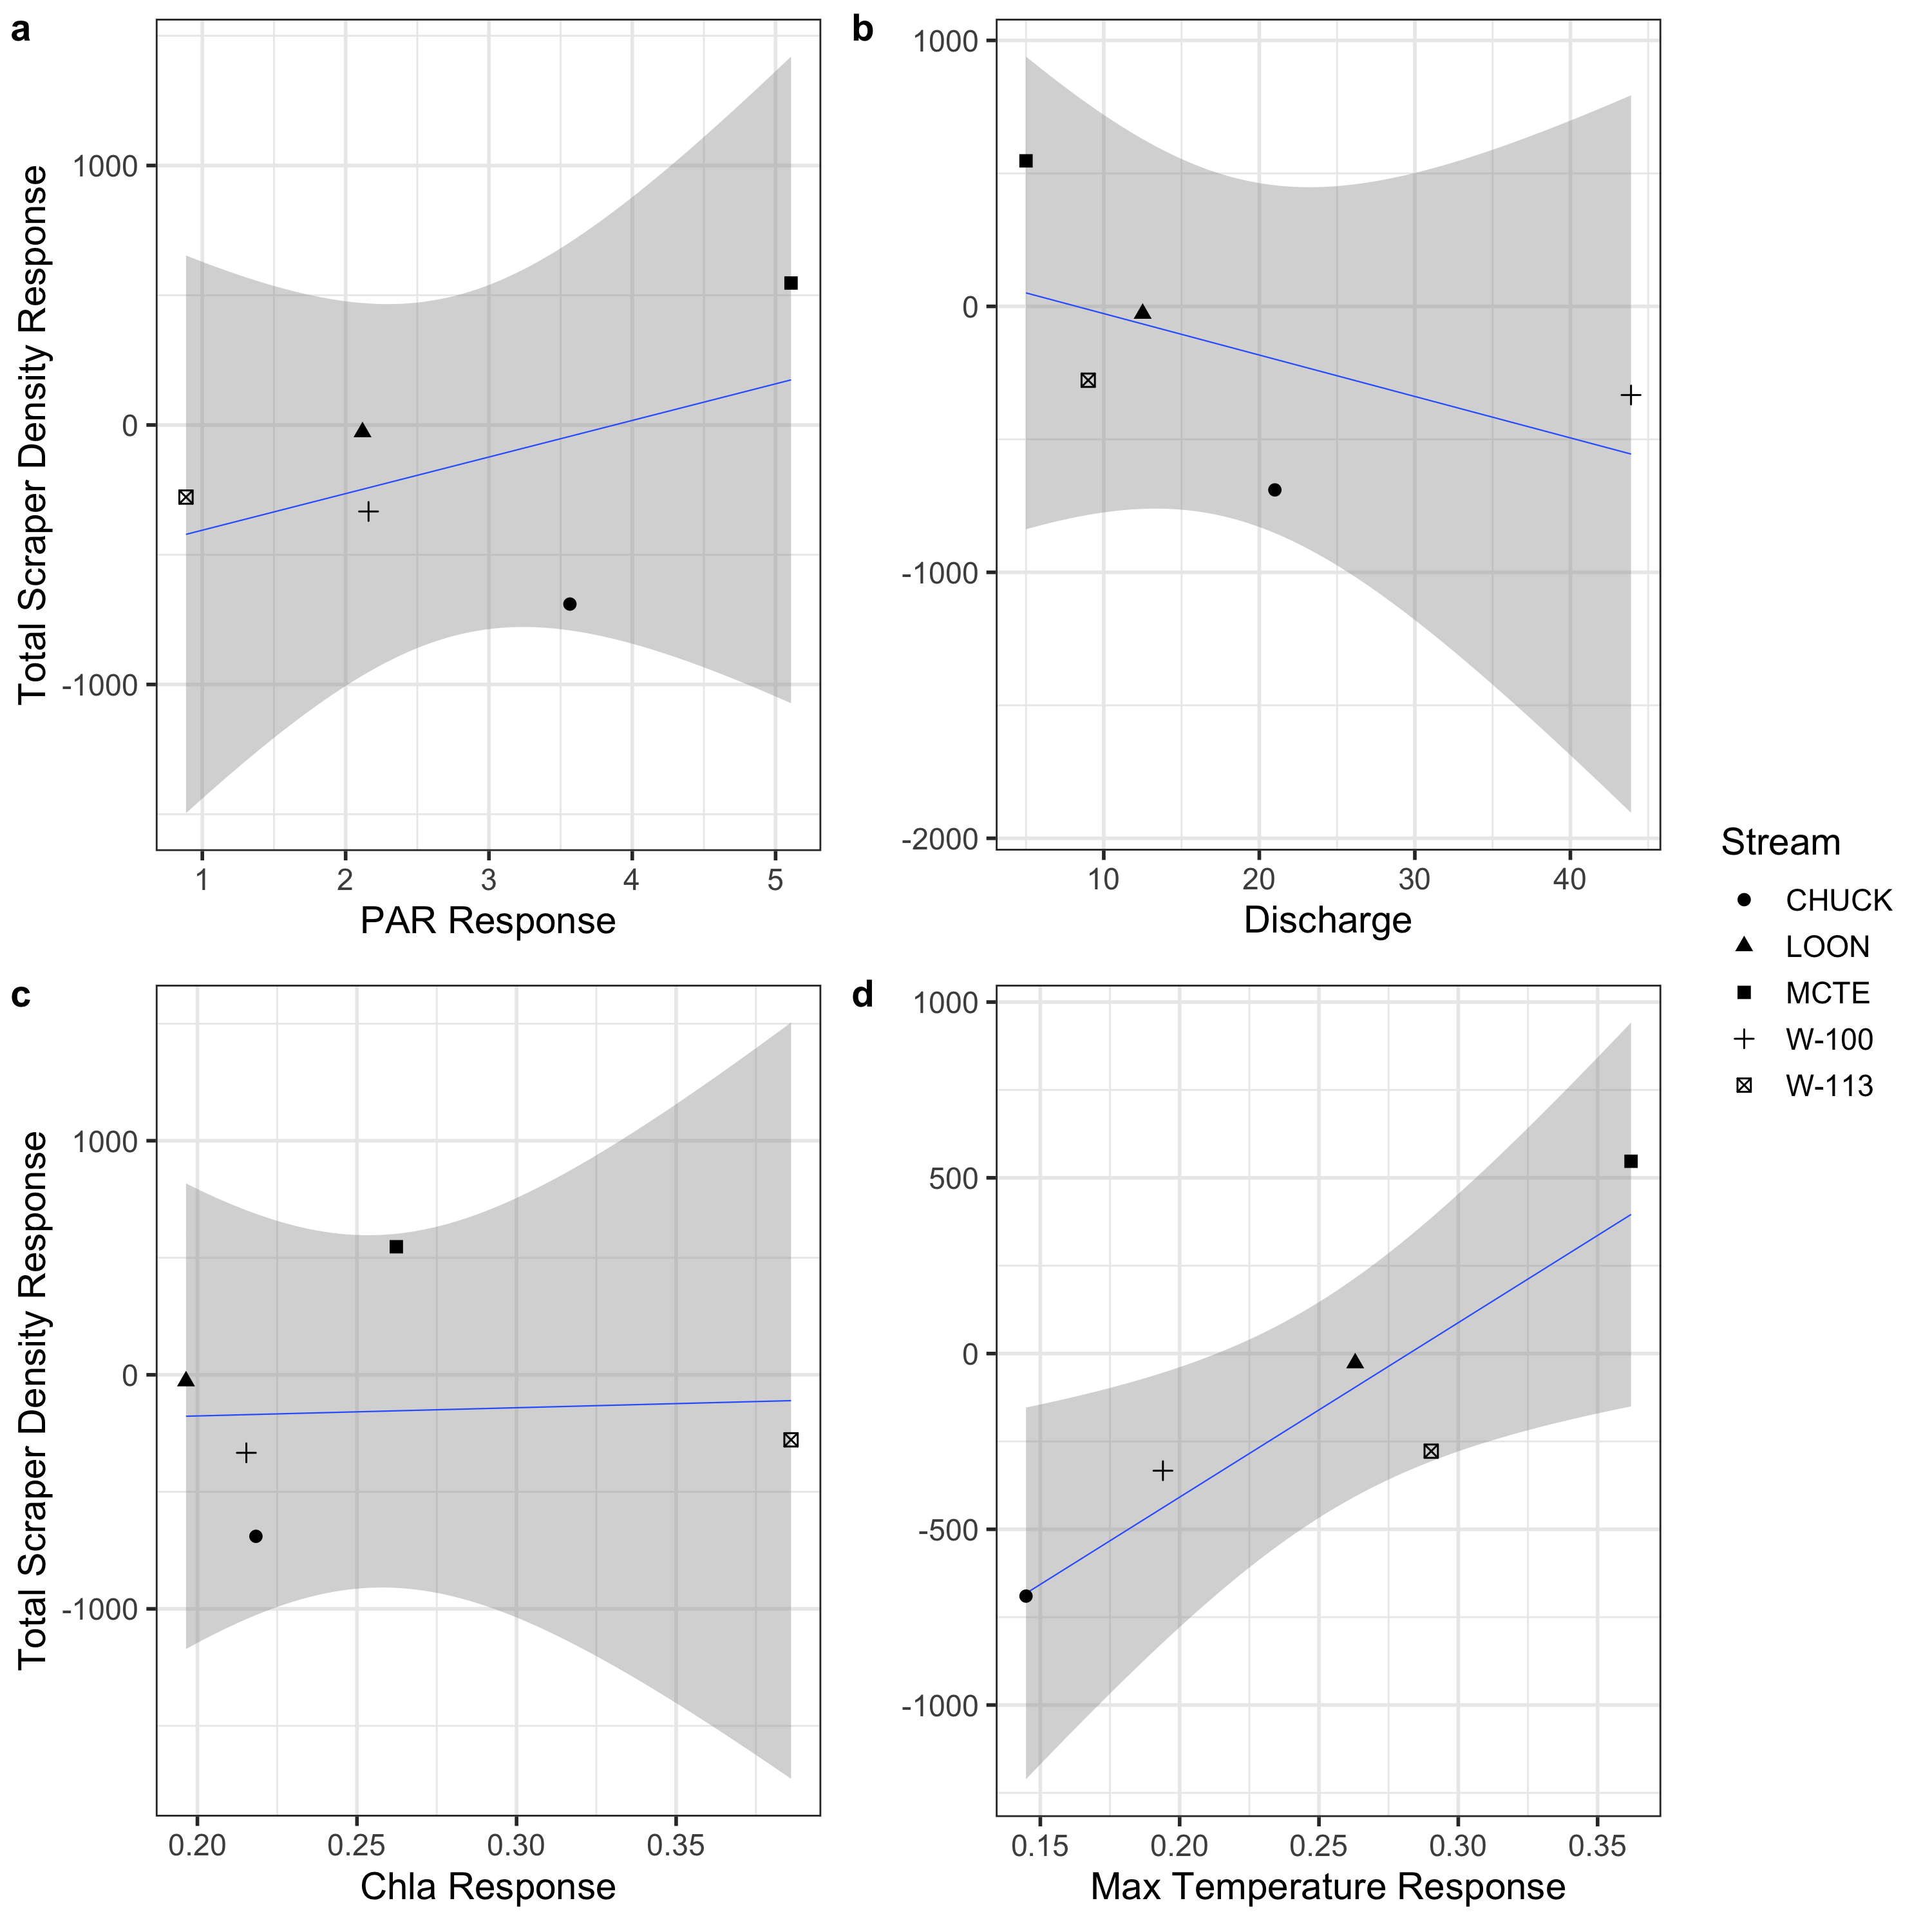 a
Total Scraper Density Response
1000
0
-1000
1 2 3 4 5
PAR Response
b
1000
0
-1000
-2000
10 20 30 40
Discharge
c
Total Scraper Density Response
1000
0
-1000
0.20 0.25 0.30 0.35
Chla Response
d
1000
500
0
-500
-1000
0.15 0.20 0.25 0.30 0.35
Max Temperature Response
Stream
CHUCK
LOON
MCTE
W-100
W-113